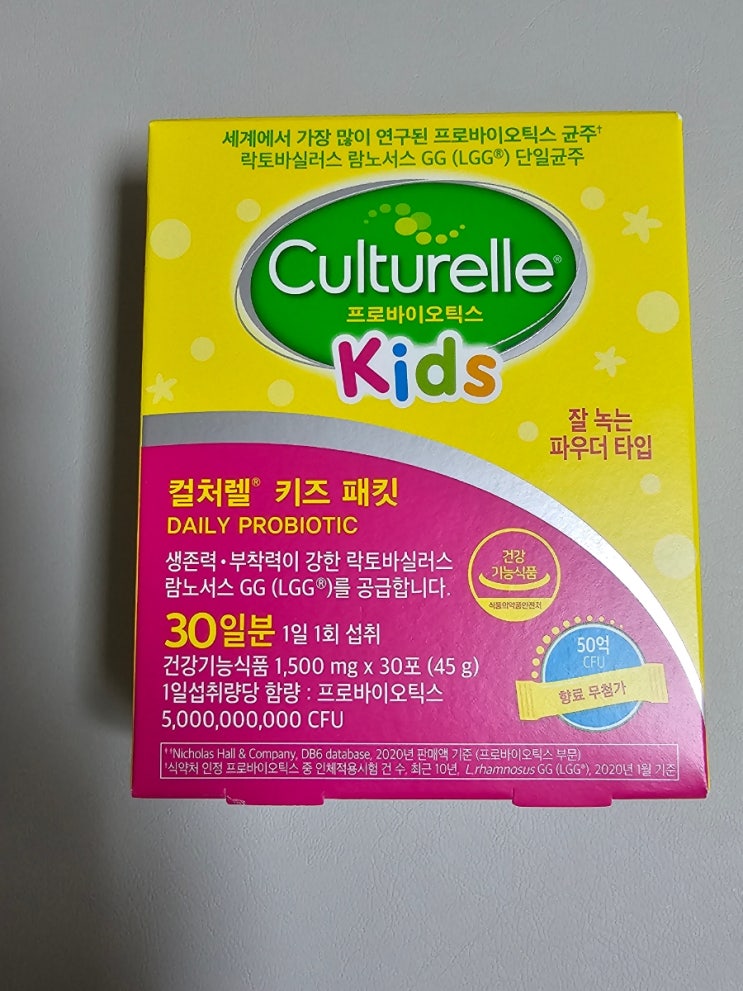 세계에서 가장 많이 연구된 프로바이오틱스 균주†
락토바실러스 람노서스 GG (LGG®) 단일균주
Culturelle®
프로바이오틱스
Kids
잘 녹는
파우더 타입
컬처렐® 키즈 패킷
DAILY PROBIOTIC
생존력·부착력이 강한 락토바실러스
람노서스 GG (LGG®)를 공급합니다.
건강
기능식품
식품의약품안전처
30일분 1일 1회 섭취
건강기능식품 1,500 mg x 30포 (45 g)
1일섭취량당 함량 : 프로바이오틱스
5,000,000,000 CFU
50억
CFU
향료 무첨가
††Nicholas Hall & Company, DB6 database, 2020년 판매액 기준 (프로바이오틱스 부문)
†식약처 인정 프로바이오틱스 중 인체적용시험 건 수, 최근 10년, L.rhamnosus GG (LGG®), 2020년 1월 기준